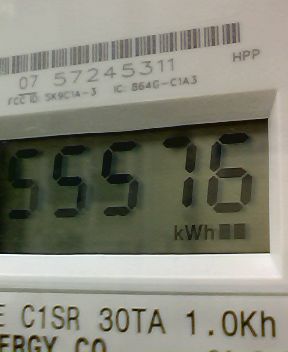 HPP
07 57245311
FCC ID: SK9C1A-3 IC: 864G-C1A3
55576
kWh
E C1SR 30TA 1.0Kh
ERGY CO